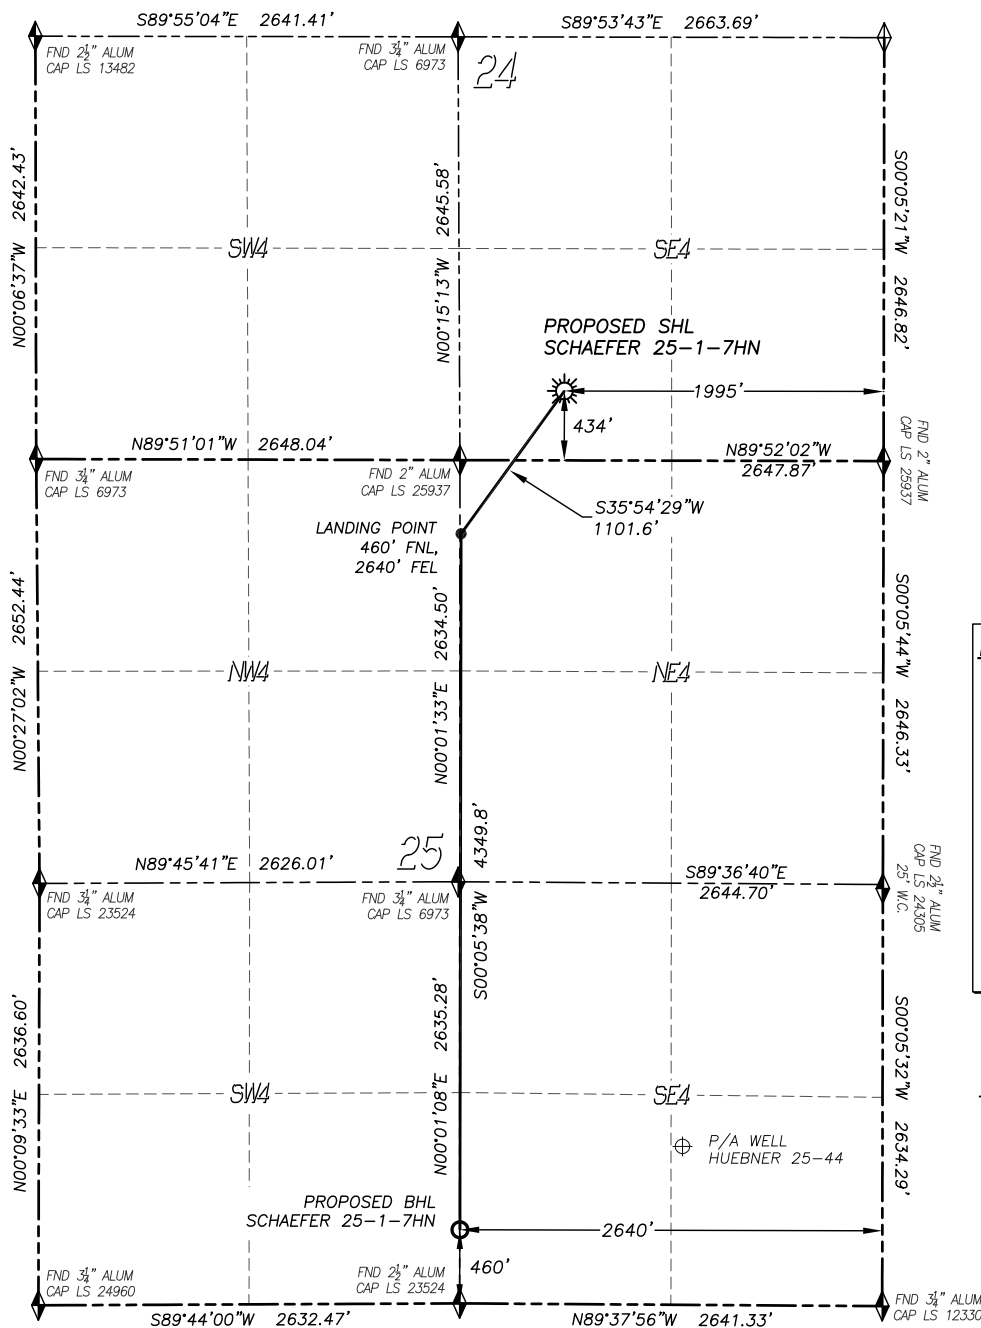 S89°55'04"E 2641.41'
S89°53'43"E 2663.69'
FND 2½" ALUM
CAP LS 13482
FND 3¼" ALUM
CAP LS 6973
24
N00°06'37"W 2642.43'
N00°15'13"W 2645.58'
S00°05'21"W 2646.82'
SW4
SE4
PROPOSED SHL
SCHAEFER 25-1-7HN
1995'
434'
N89°51'01"W 2648.04'
N89°52'02"W
2647.87'
FND 3¼" ALUM
CAP LS 6973
FND 2" ALUM
CAP LS 25937
FND 2" ALUM
CAP LS 25937
S35°54'29"W
1101.6'
LANDING POINT
460' FNL,
2640' FEL
N00°27'02"W 2652.44'
N00°01'33"E 2634.50'
S00°05'44"W 2646.33'
NW4
NE4
25
S00°05'38"W 4349.8'
N89°45'41"E 2626.01'
S89°36'40"E
2644.70'
FND 3¼" ALUM
CAP LS 23524
FND 3¼" ALUM
CAP LS 6973
FND 2½" ALUM
CAP LS 24305
25' W.C.
N00°09'33"E 2636.60'
N00°01'08"E 2635.28'
S00°05'32"W 2634.29'
SW4
SE4
P/A WELL
HUEBNER 25-44
PROPOSED BHL
SCHAEFER 25-1-7HN
2640'
460'
FND 3¼" ALUM
CAP LS 24960
FND 2½" ALUM
CAP LS 23524
FND 3¼" ALUM
CAP LS 12330
S89°44'00"W 2632.47'
N89°37'56"W 2641.33'